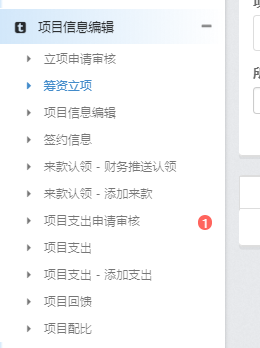 项目信息编辑
立项申请审核
筹资立项
项目信息编辑
签约信息
来款认领 - 财务推送认领
来款认领 - 添加来款
项目支出申请审核 1
项目支出
项目支出 - 添加支出
项目回馈
项目配比